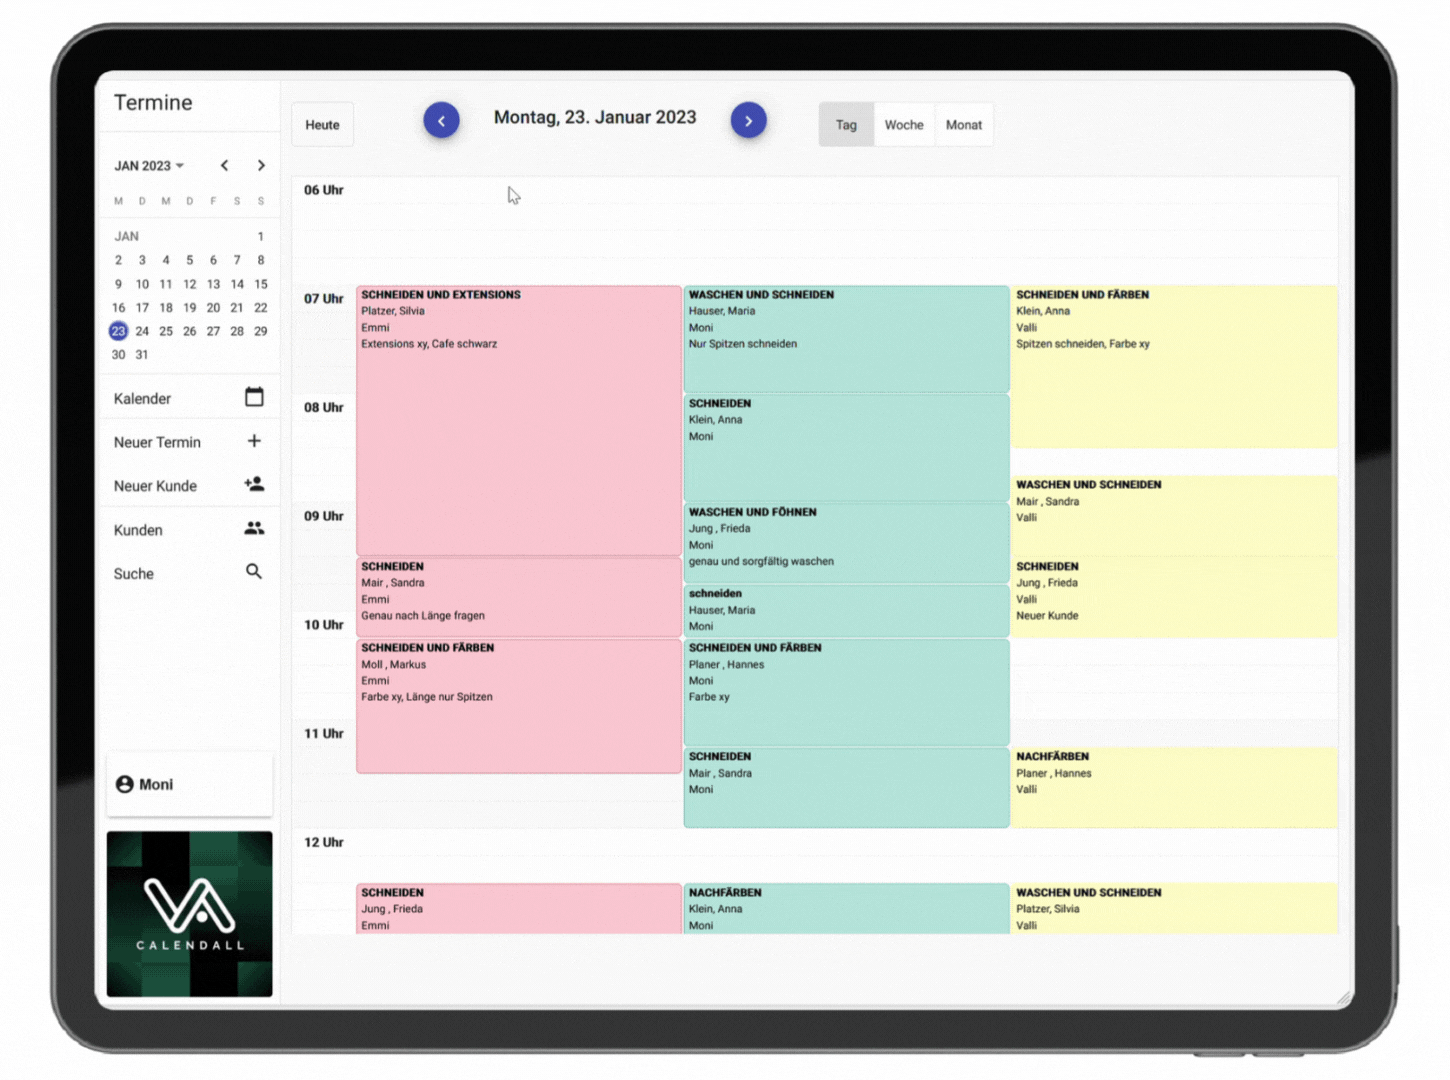 Termine
JAN 2023
M D M D F S S
JAN 1
2 3 4 5 6 7 8
9 10 11 12 13 14 15
16 17 18 19 20 21 22
23 24 25 26 27 28 29
30 31
Kalender
Neuer Termin
Neuer Kunde
Kunden
Suche
Moni
CALENDALL
Heute
Montag, 23. Januar 2023
Tag Woche Monat
06 Uhr
07 Uhr
08 Uhr
09 Uhr
10 Uhr
11 Uhr
12 Uhr
SCHNEIDEN UND EXTENSIONS
Platzer, Silvia
Emmi
Extensions xy, Cafe schwarz
SCHNEIDEN
Mair , Sandra
Emmi
Genau nach Länge fragen
SCHNEIDEN UND FÄRBEN
Moll , Markus
Emmi
Farbe xy, Länge nur Spitzen
SCHNEIDEN
Jung , Frieda
Emmi
WASCHEN UND SCHNEIDEN
Hauser, Maria
Moni
Nur Spitzen schneiden
SCHNEIDEN
Klein, Anna
Moni
WASCHEN UND FÖHNEN
Jung , Frieda
Moni
genau und sorgfältig waschen
schneiden
Hauser, Maria
Moni
SCHNEIDEN UND FÄRBEN
Planer , Hannes
Moni
Farbe xy
SCHNEIDEN
Mair , Sandra
Moni
NACHFÄRBEN
Klein, Anna
Moni
SCHNEIDEN UND FÄRBEN
Klein, Anna
Valli
Spitzen schneiden, Farbe xy
WASCHEN UND SCHNEIDEN
Mair , Sandra
Valli
SCHNEIDEN
Jung , Frieda
Valli
Neuer Kunde
NACHFÄRBEN
Planer , Hannes
Valli
WASCHEN UND SCHNEIDEN
Platzer, Silvia
Valli